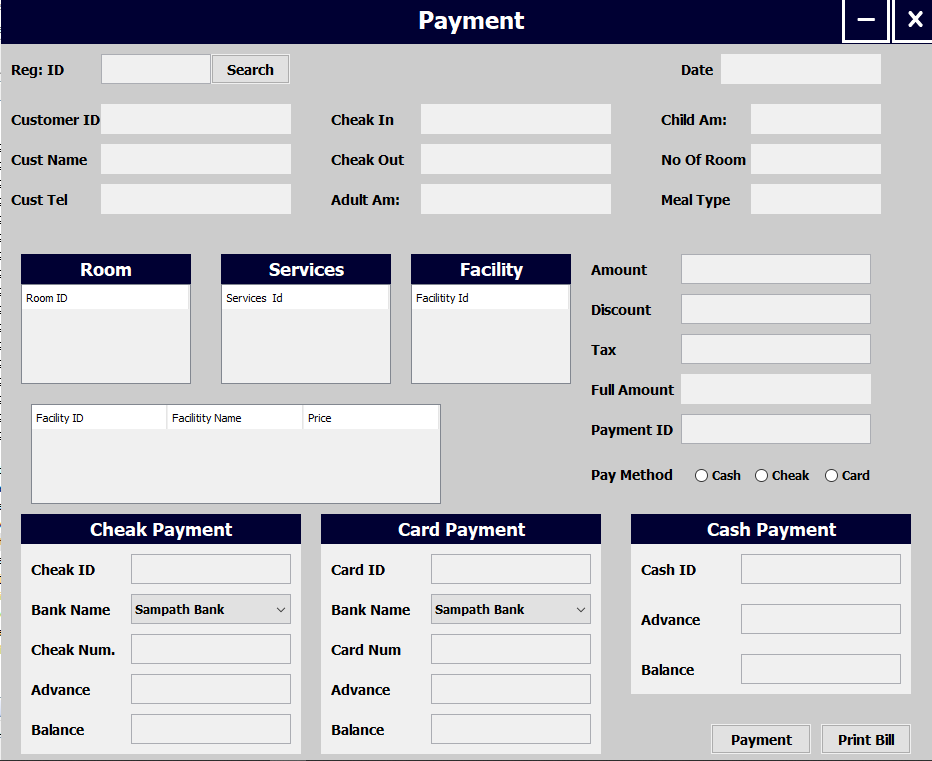 Payment
Reg: ID Search Date
Customer ID Cheak In Child Am:
Cust Name Cheak Out No Of Room
Cust Tel Adult Am: Meal Type
Room Services Facility
Room ID Services Id Facilitity Id
Amount
Discount
Tax
Full Amount
Facility ID Facilitity Name Price
Payment ID
Pay Method Cash Cheak Card
Cheak Payment Card Payment Cash Payment
Cheak ID Card ID Cash ID
Bank Name Sampath Bank Bank Name Sampath Bank Advance
Cheak Num. Card Num Balance
Advance Advance
Balance Balance
Payment Print Bill